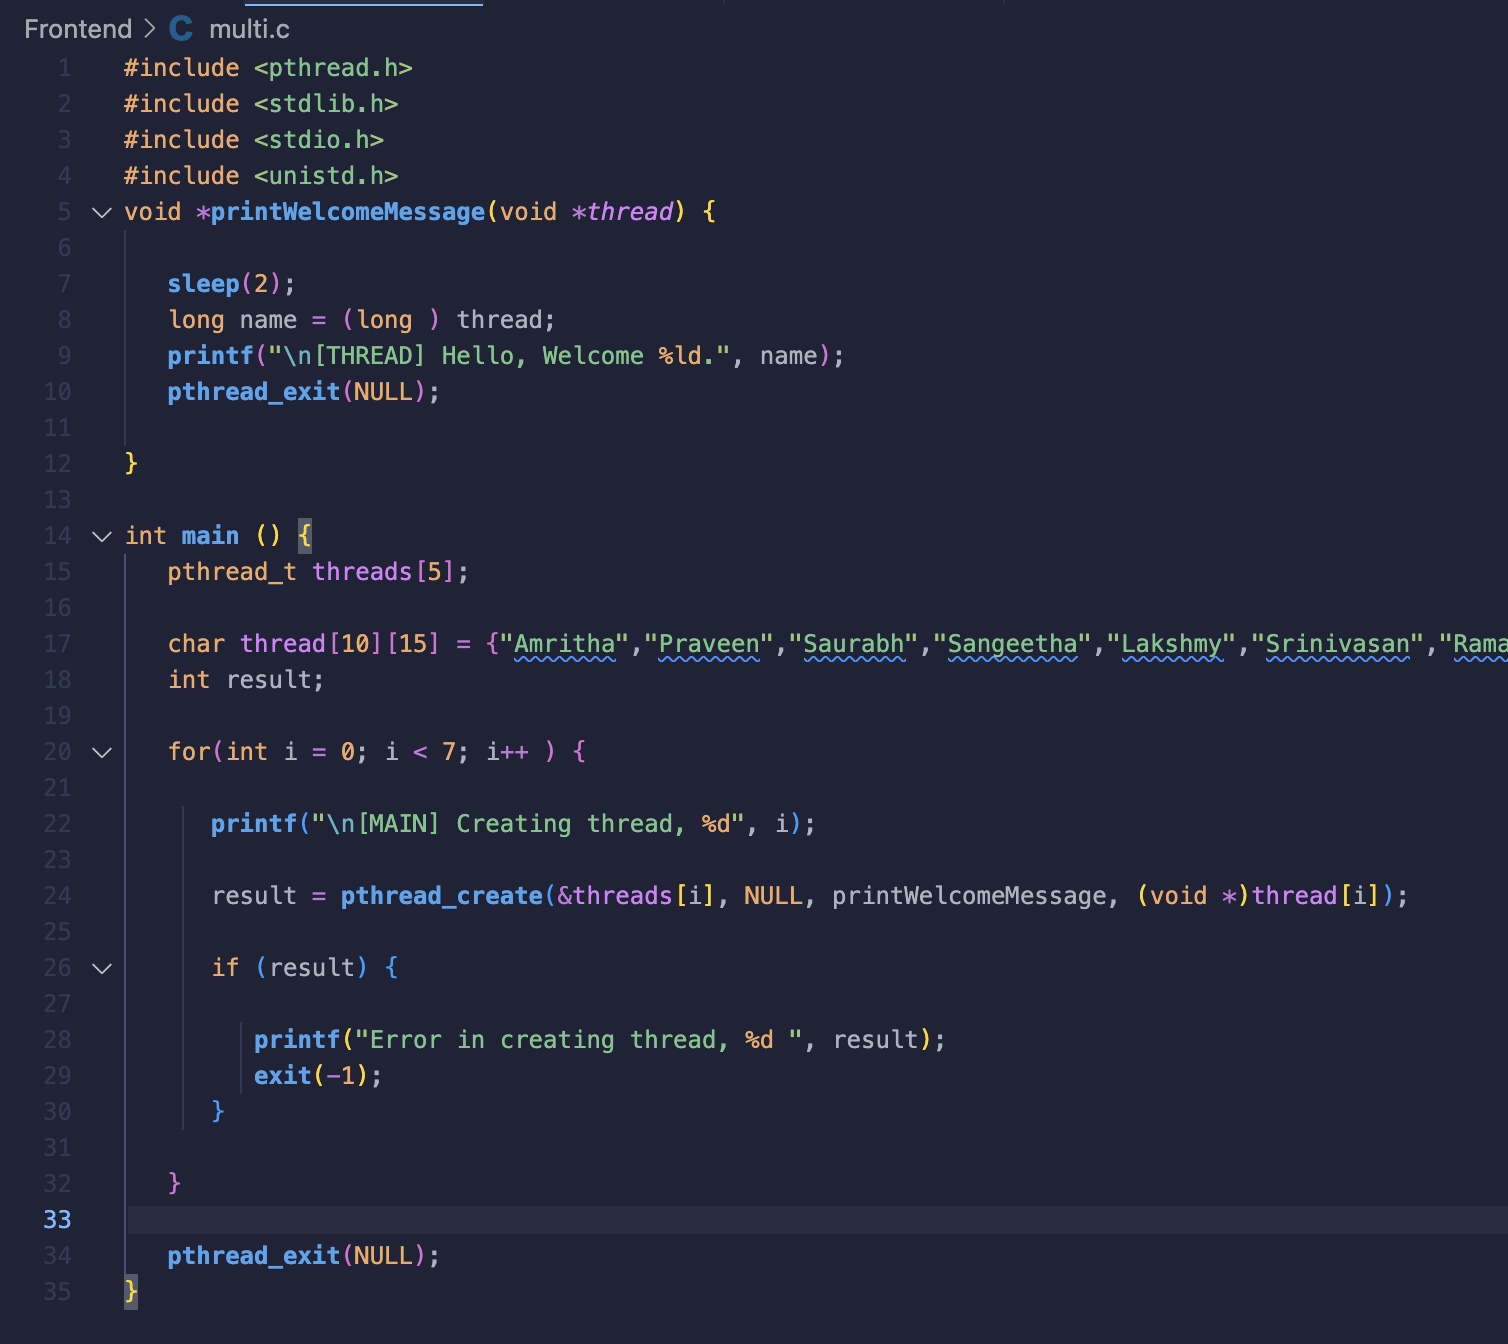 Frontend > C multi.c
1 #include <pthread.h>
2 #include <stdlib.h>
3 #include <stdio.h>
4 #include <unistd.h>
5 void *printWelcomeMessage(void *thread) {
6
7 sleep(2);
8 long name = (long ) thread;
9 printf("\n[THREAD] Hello, Welcome %ld.", name);
10 pthread_exit(NULL);
11
12 }
13
14 int main () {
15 pthread_t threads[5];
16
17 char thread[10][15] = {"Amritha","Praveen","Saurabh","Sangeetha","Lakshmy","Srinivasan","Rama
18 int result;
19
20 for(int i = 0; i < 7; i++ ) {
21
22 printf("\n[MAIN] Creating thread, %d", i);
23
24 result = pthread_create(&threads[i], NULL, printWelcomeMessage, (void *)thread[i]);
25
26 if (result) {
27
28 printf("Error in creating thread, %d ", result);
29 exit(-1);
30 }
31
32 }
33
34 pthread_exit(NULL);
35 }